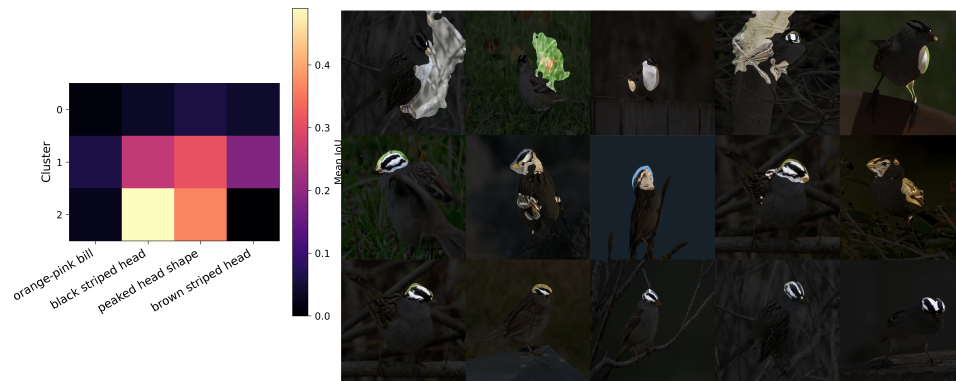 0.4
0
0.3
Cluster
1
Mean IoU
0.2
2
0.1
orange-pink bill
black striped head
peaked head shape
brown striped head
0.0